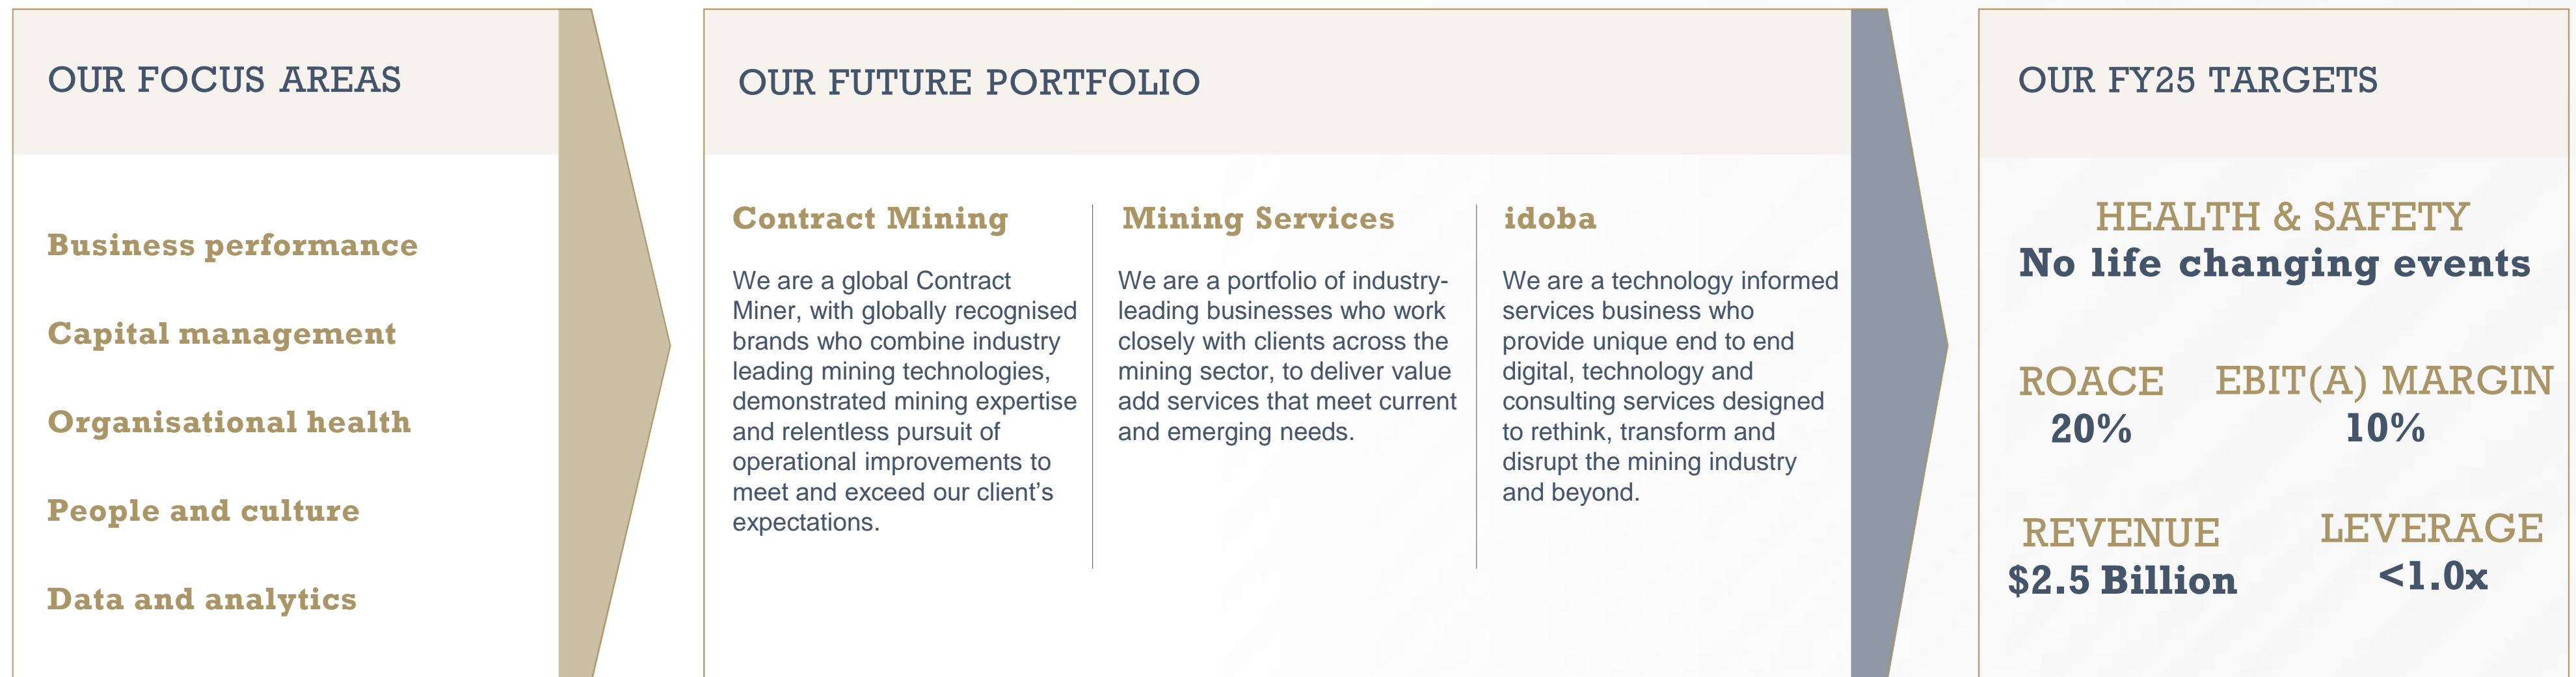 OUR FOCUS AREAS
Business performance
Capital management
Organisational health
People and culture
Data and analytics
OUR FUTURE PORTFOLIO
Contract Mining
We are a global Contract
Miner, with globally recognised
brands who combine industry
leading mining technologies,
demonstrated mining expertise
and relentless pursuit of
operational improvements to
meet and exceed our client’s
expectations.
Mining Services
We are a portfolio of industry-
leading businesses who work
closely with clients across the
mining sector, to deliver value
add services that meet current
and emerging needs.
idoba
We are a technology informed
services business who
provide unique end to end
digital, technology and
consulting services designed
to rethink, transform and
disrupt the mining industry
and beyond.
OUR FY25 TARGETS
HEALTH & SAFETY
No life changing events
ROACE
20%
EBIT(A) MARGIN
10%
REVENUE
$2.5 Billion
LEVERAGE
<1.0x